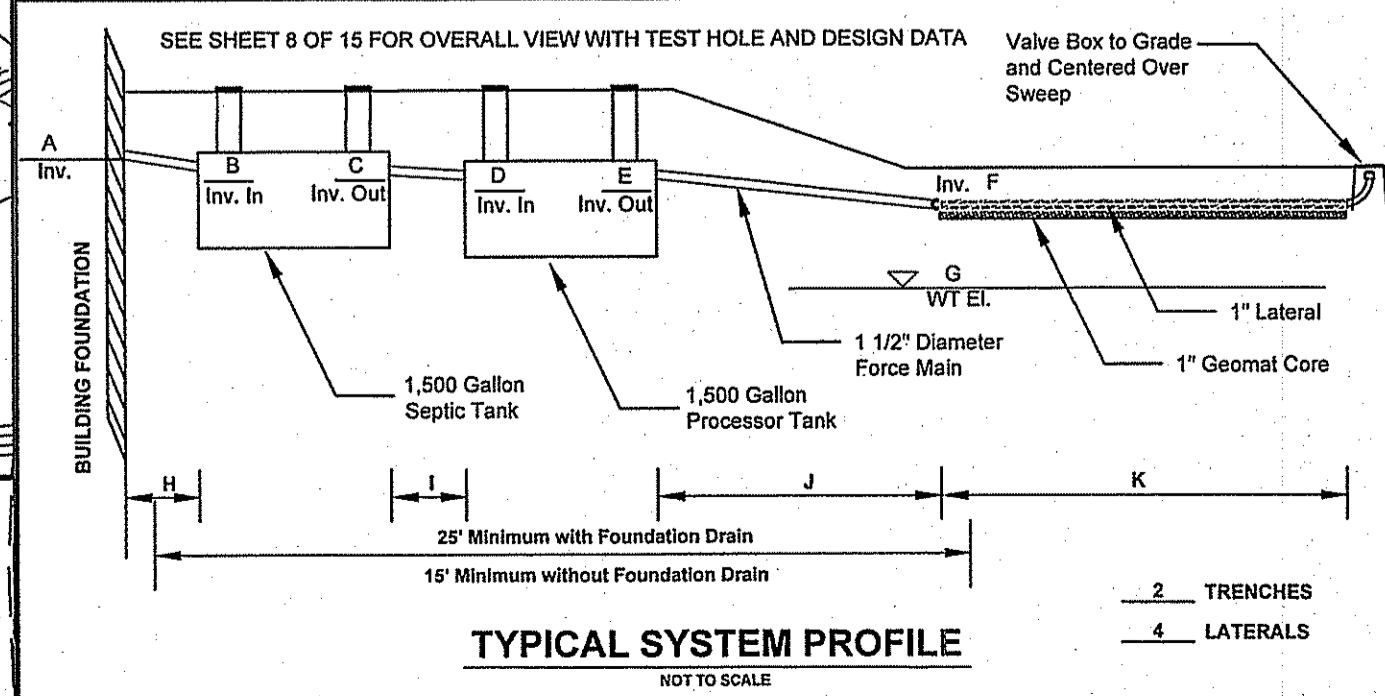 SEE SHEET 8 OF 15 FOR OVERALL VIEW WITH TEST HOLE AND DESIGN DATA
Valve Box to Grade
and Centered Over
Sweep
A
Inv.
B
Inv. In
C
Inv. Out
D
Inv. In
E
Inv. Out
Inv. F
G
WT El.
1" Lateral
1" Geomat Core
1 1/2" Diameter
Force Main
1,500 Gallon
Septic Tank
1,500 Gallon
Processor Tank
BUILDING FOUNDATION
H
I
J
K
25' Minimum with Foundation Drain
15' Minimum without Foundation Drain
2 TRENCHES
4 LATERALS
TYPICAL SYSTEM PROFILE
NOT TO SCALE